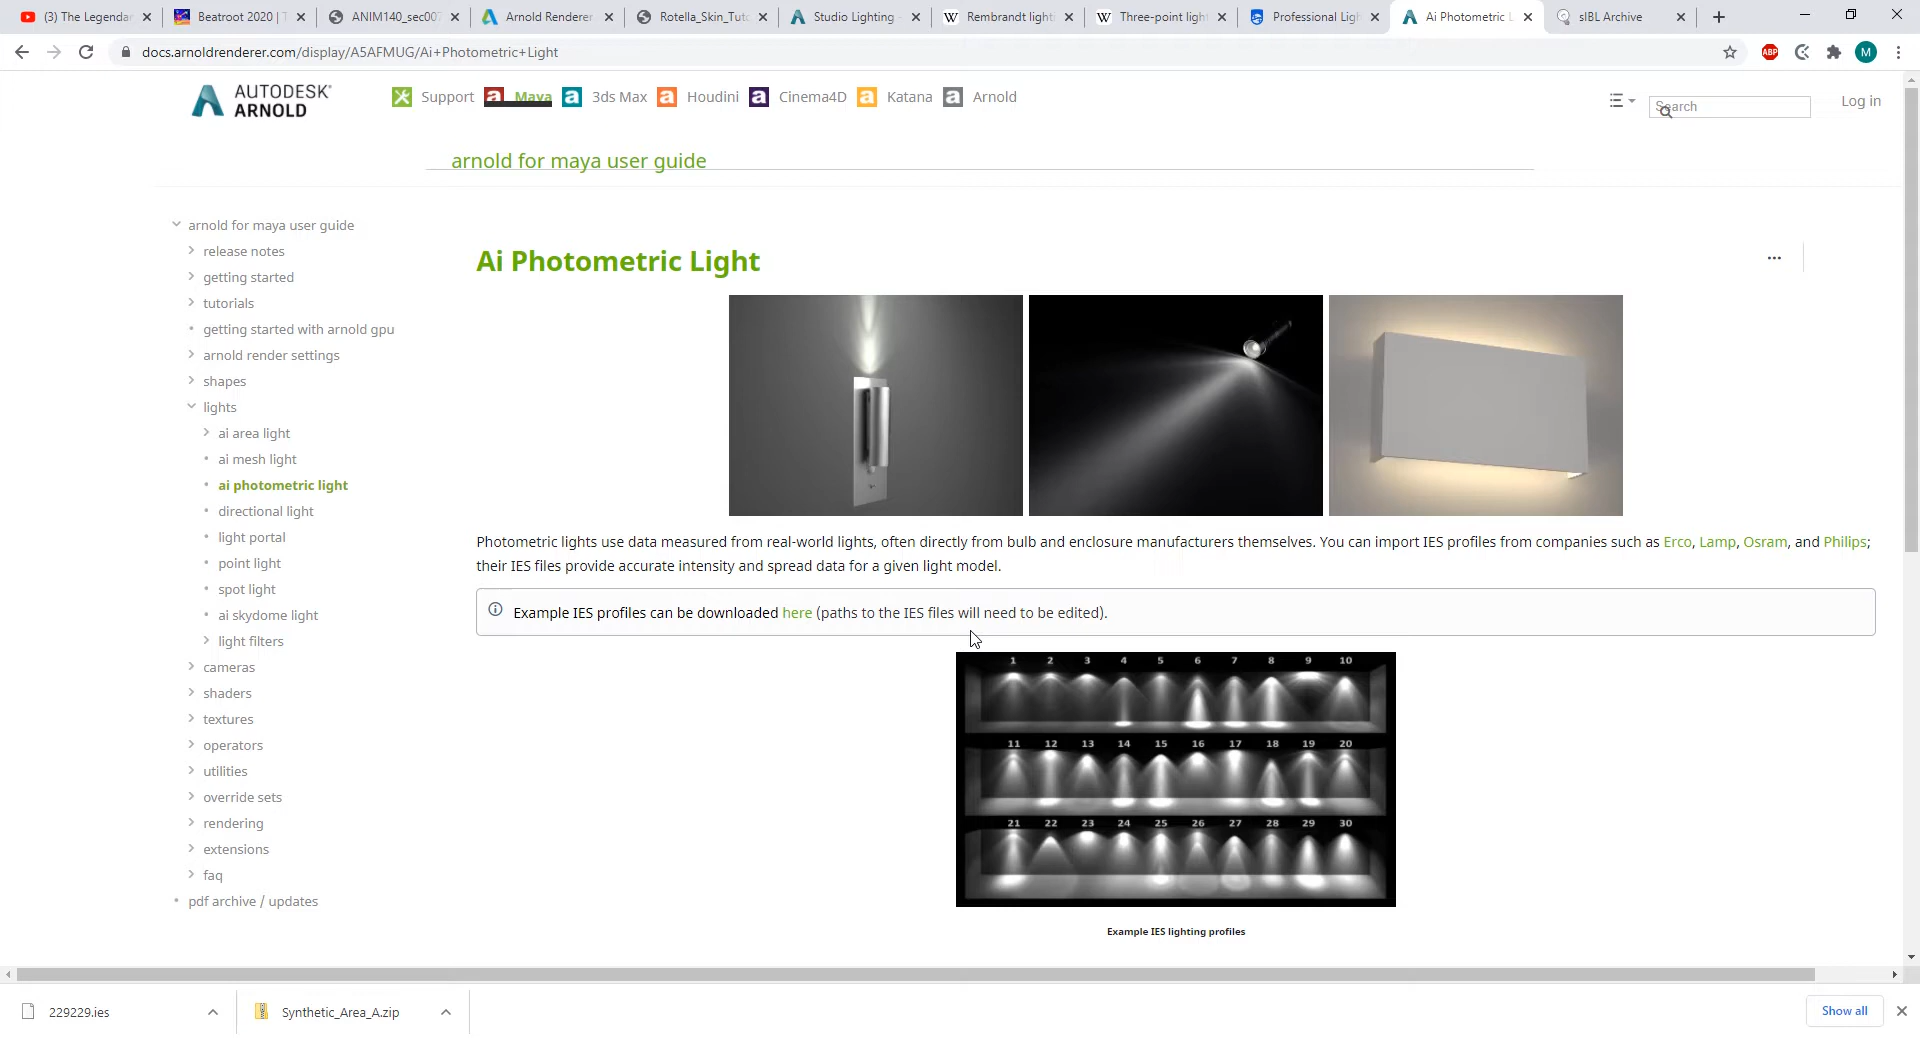 (3) The Legendar
Beatroot 2020 | T
ANIM140_sec007
Arnold Renderer
Rotella_Skin_Tuto
Studio Lighting -
Rembrandt lighti
Three-point light
Professional Ligh
Ai Photometric L
sIBL Archive
docs.arnoldrenderer.com/display/A5AFMUG/Ai+Photometric+Light
ABP
M
AUTODESK®
ARNOLD
Support
Maya
3ds Max
Houdini
Cinema4D
Katana
Arnold
Search
Log in
arnold for maya user guide
arnold for maya user guide
release notes
getting started
tutorials
getting started with arnold gpu
arnold render settings
shapes
lights
ai area light
ai mesh light
ai photometric light
directional light
light portal
point light
spot light
ai skydome light
light filters
cameras
shaders
textures
operators
utilities
override sets
rendering
extensions
faq
pdf archive / updates
Ai Photometric Light
Photometric lights use data measured from real-world lights, often directly from bulb and enclosure manufacturers themselves. You can import IES profiles from companies such as Erco, Lamp, Osram, and Philips;
their IES files provide accurate intensity and spread data for a given light model.
Example IES profiles can be downloaded here (paths to the IES files will need to be edited).
1 2 3 4 5 6 7 8 9 10
11 12 13 14 15 16 17 18 19 20
21 22 23 24 25 26 27 28 29 30
Example IES lighting profiles
229229.ies
Synthetic_Area_A.zip
Show all